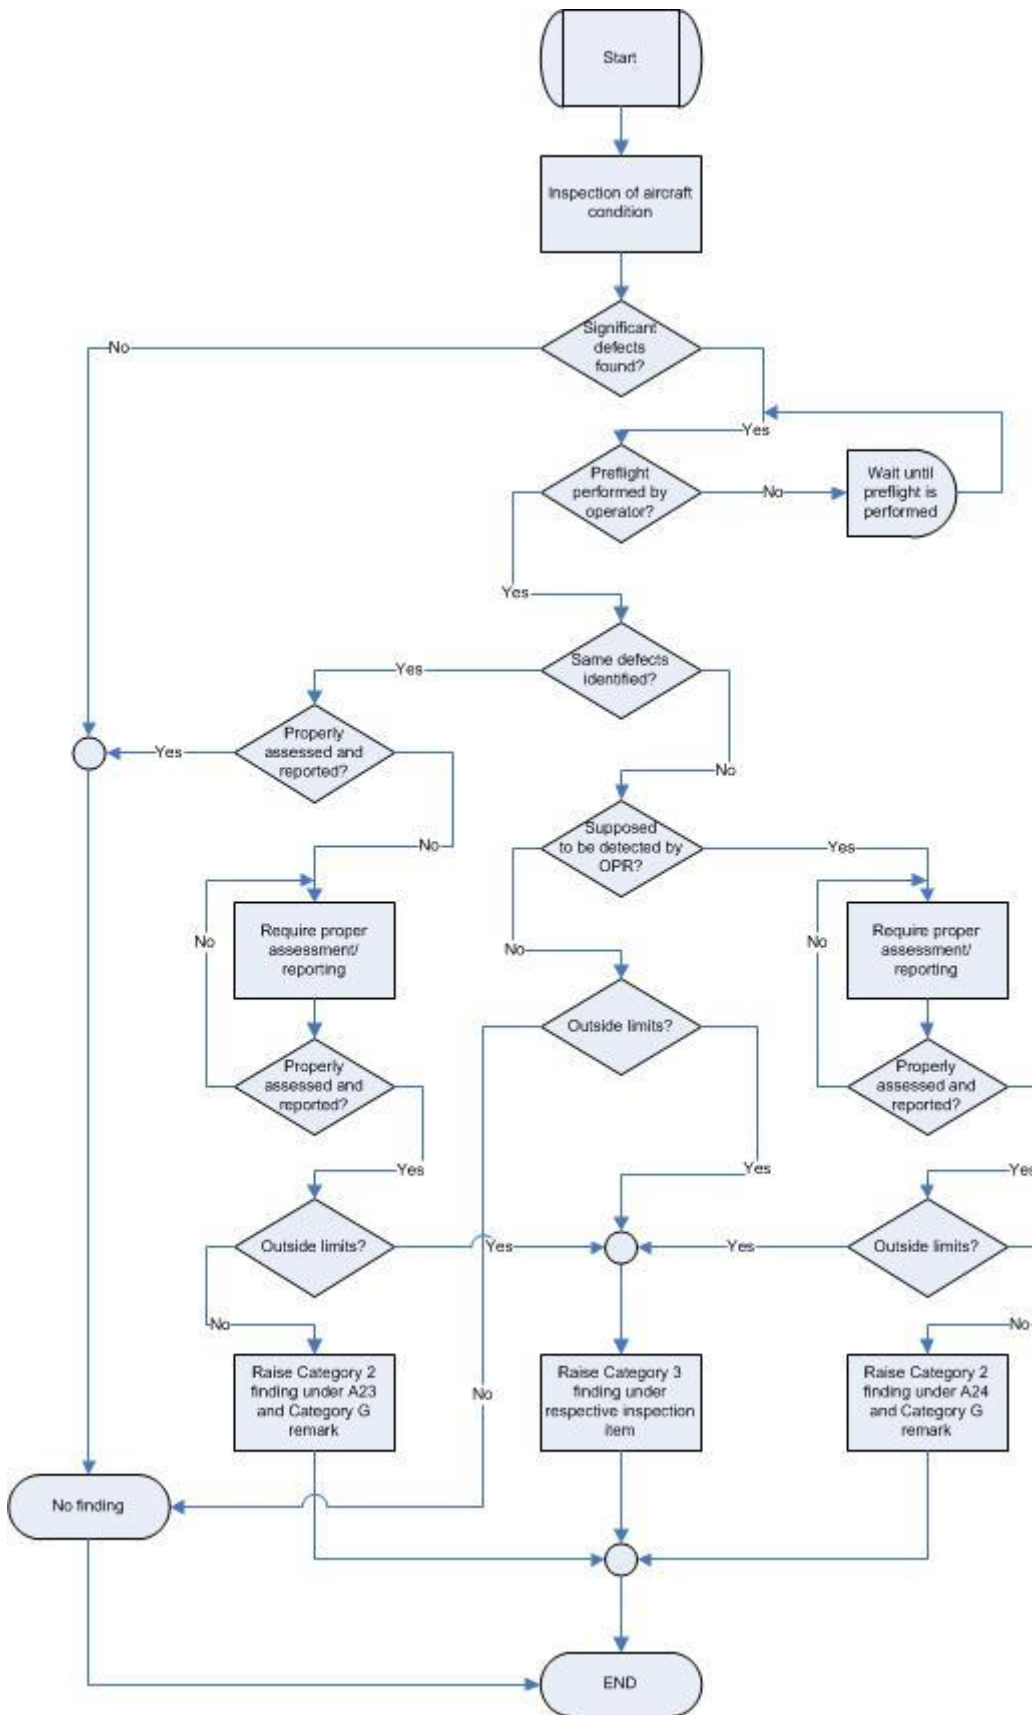 Start
Inspection of aircraft
condition
Significant
defects
found?
No
Yes
Preflight
performed by
operator?
No
Wait until
preflight is
performed
Yes
Same defects
identified?
Yes
Properly
assessed and
reported?
Yes
No
No
Supposed
to be detected by
OPR?
Yes
Require proper
assessment/
reporting
No
No
Require proper
assessment/
reporting
No
Outside limits?
Properly
assessed and
reported?
Properly
assessed and
reported?
Yes
Yes
Yes
Outside limits?
Yes
Yes
Outside limits?
No
No
Raise Category 2
finding under A23
and Category G
remark
No
Raise Category 3
finding under
respective inspection
item
Raise Category 2
finding under A24
and Category G
remark
No finding
END